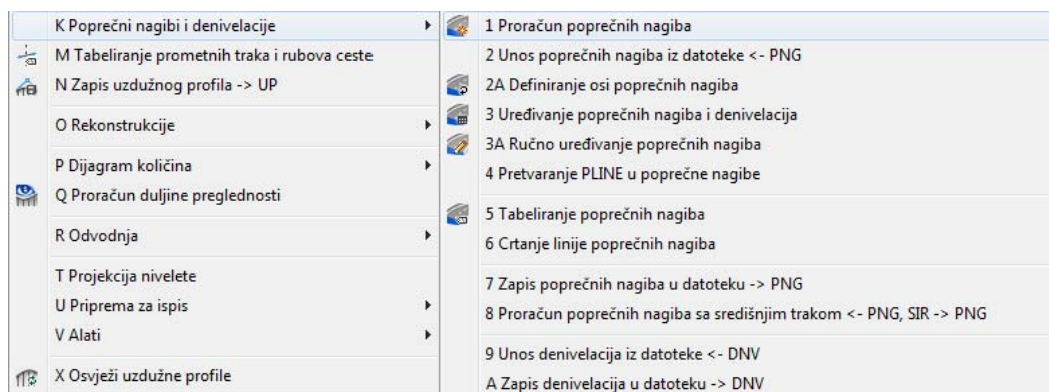 K Poprečni nagibi i denivelacije
M Tabeliranje prometnih traka i rubova ceste
N Zapis uzdužnog profila -> UP
O Rekonstrukcije
P Dijagram količina
Q Proračun duljine preglednosti
R Odvodnja
T Projekcija nivelete
U Priprema za ispis
V Alati
X Osvježi uzdužne profile
1 Proračun poprečnih nagiba
2 Unos poprečnih nagiba iz datoteke <- PNG
2A Definiranje osi poprečnih nagiba
3 Uređivanje poprečnih nagiba i denivelacija
3A Ručno uređivanje poprečnih nagiba
4 Pretvaranje PLINE u poprečne nagibe
5 Tabeliranje poprečnih nagiba
6 Crtanje linije poprečnih nagiba
7 Zapis poprečnih nagiba u datoteku -> PNG
8 Proračun poprečnih nagiba sa središnjim trakom <- PNG, SIR -> PNG
9 Unos denivelacija iz datoteke <- DNV
A Zapis denivelacija u datoteku -> DNV